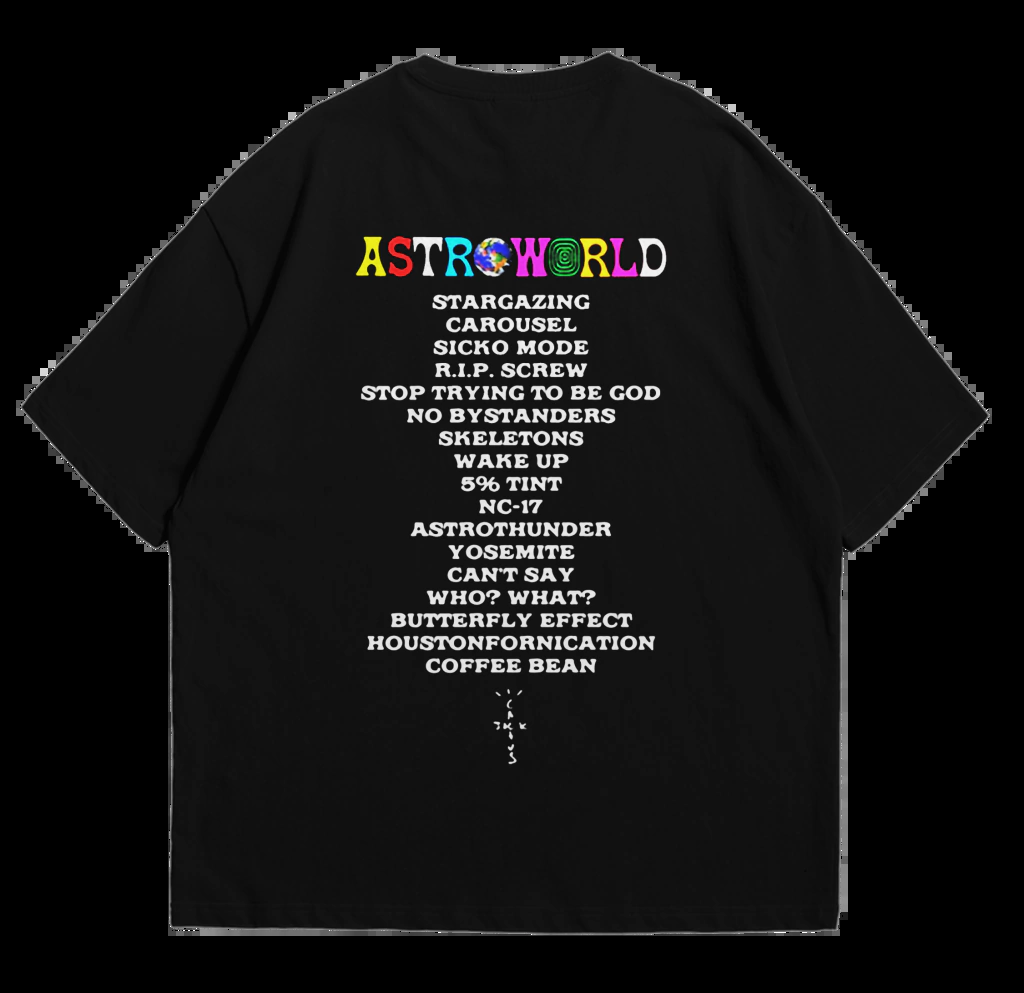 ASTROWORLD
STARGAZING
CAROUSEL
SICKO MODE
R.I.P. SCREW
STOP TRYING TO BE GOD
NO BYSTANDERS
SKELETONS
WAKE UP
5% TINT
NC-17
ASTROTHUNDER
YOSEMITE
CAN'T SAY
WHO? WHAT?
BUTTERFLY EFFECT
HOUSTONFORNICATION
COFFEE BEAN